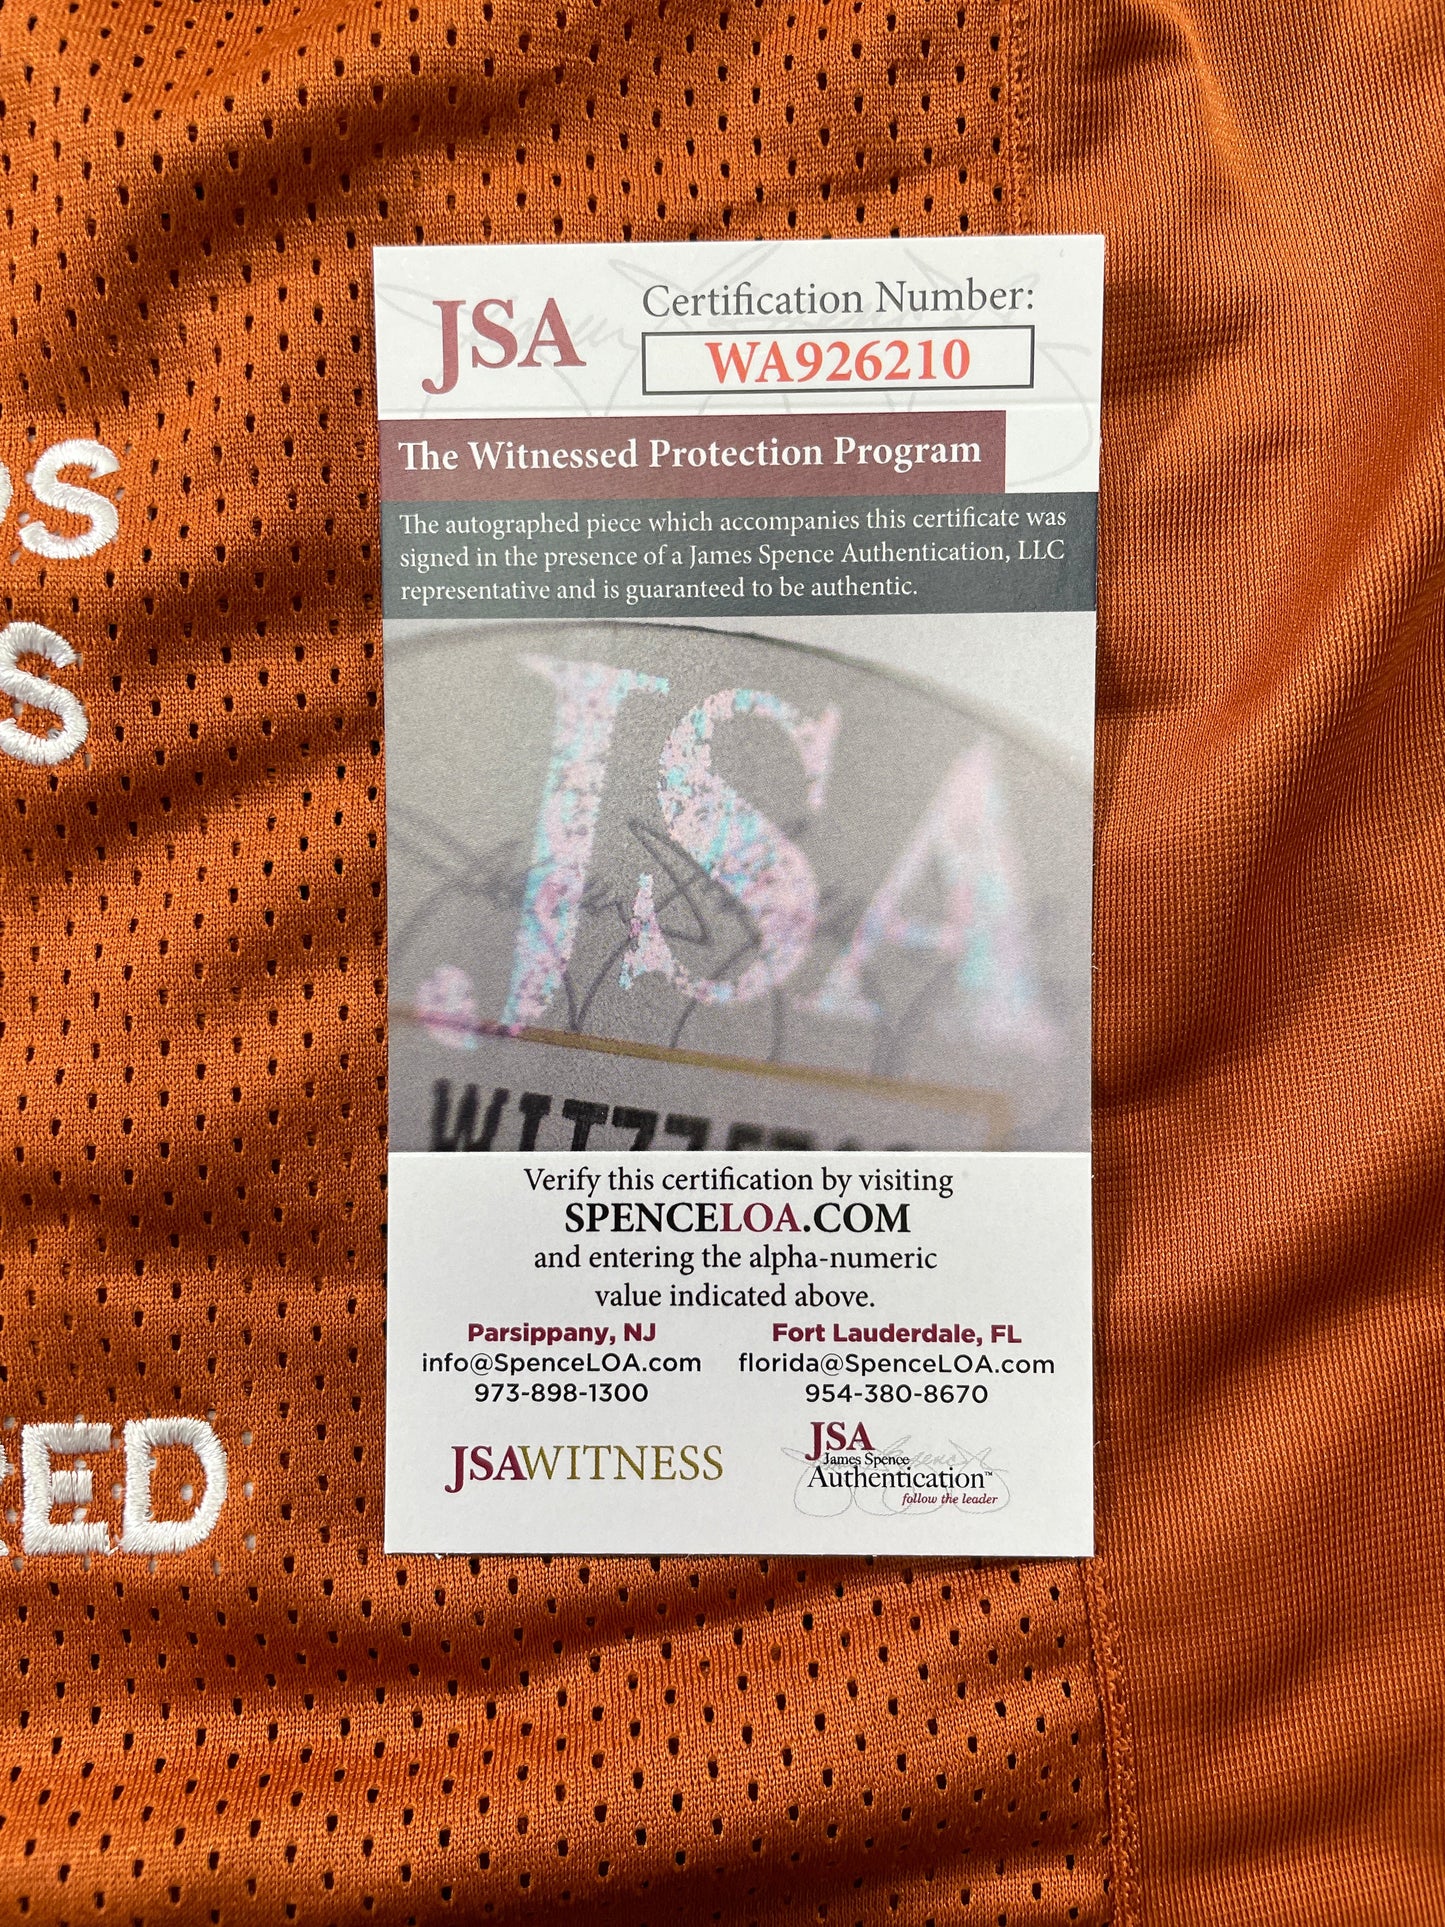 JSA
Certification Number:
WA926210
The Witnessed Protection Program
The autographed piece which accompanies this certificate was
signed in the presence of a James Spence Authentication, LLC
representative and is guaranteed to be authentic.
S
S
JSA
Verify this certification by visiting
SPENCELOA.COM
and entering the alpha-numeric
value indicated above.
Parsippany, NJ
info@SpenceLOA.com
973-898-1300
Fort Lauderdale, FL
florida@SpenceLOA.com
954-380-8670
RED
JSAWITNESS
JSA
James Spence
Authentication™
follow the leader